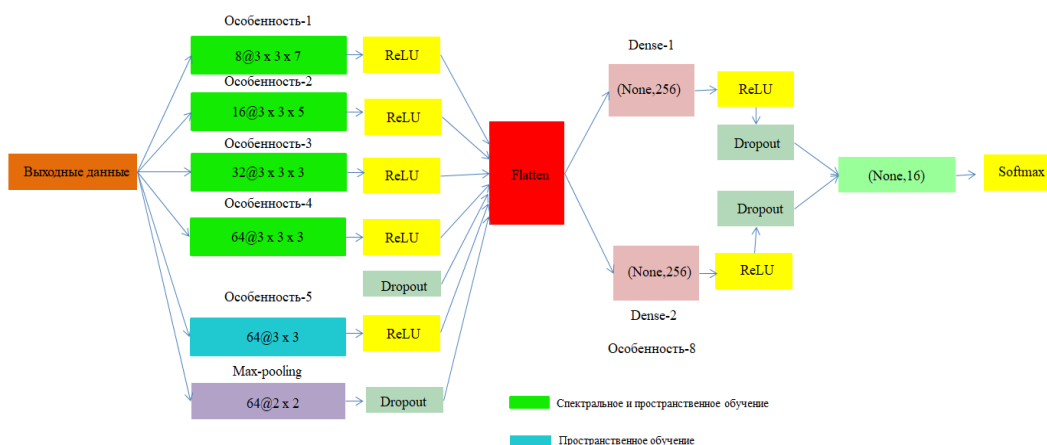 Особенность-1
8@3 x 3 x 7
ReLU
Особенность-2
16@3 x 3 x 5
ReLU
Особенность-3
32@3 x 3 x 3
ReLU
Особенность-4
64@3 x 3 x 3
ReLU
Dropout
Особенность-5
64@3 x 3
ReLU
Max-pooling
64@2 x 2
Dropout
Выходные данные
Flatten
Dense-1
(None,256)
ReLU
Dropout
Dropout
(None,256)
ReLU
Dense-2
Особенность-8
(None,16)
Softmax
Спектральное и пространственное обучение
Пространственное обучение